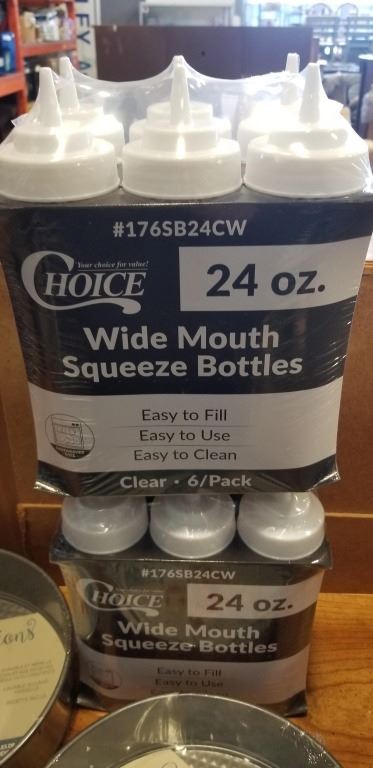 #176SB24CW
Your choice for value!
CHOICE
24 oz.
Wide Mouth
Squeeze Bottles
Easy to Fill
Easy to Use
Easy to Clean
Clear • 6/Pack
#176SB24CW
CHOICE
24 oz.
Wide Mouth
Squeeze Bottles
Easy to Fill
Easy to Use